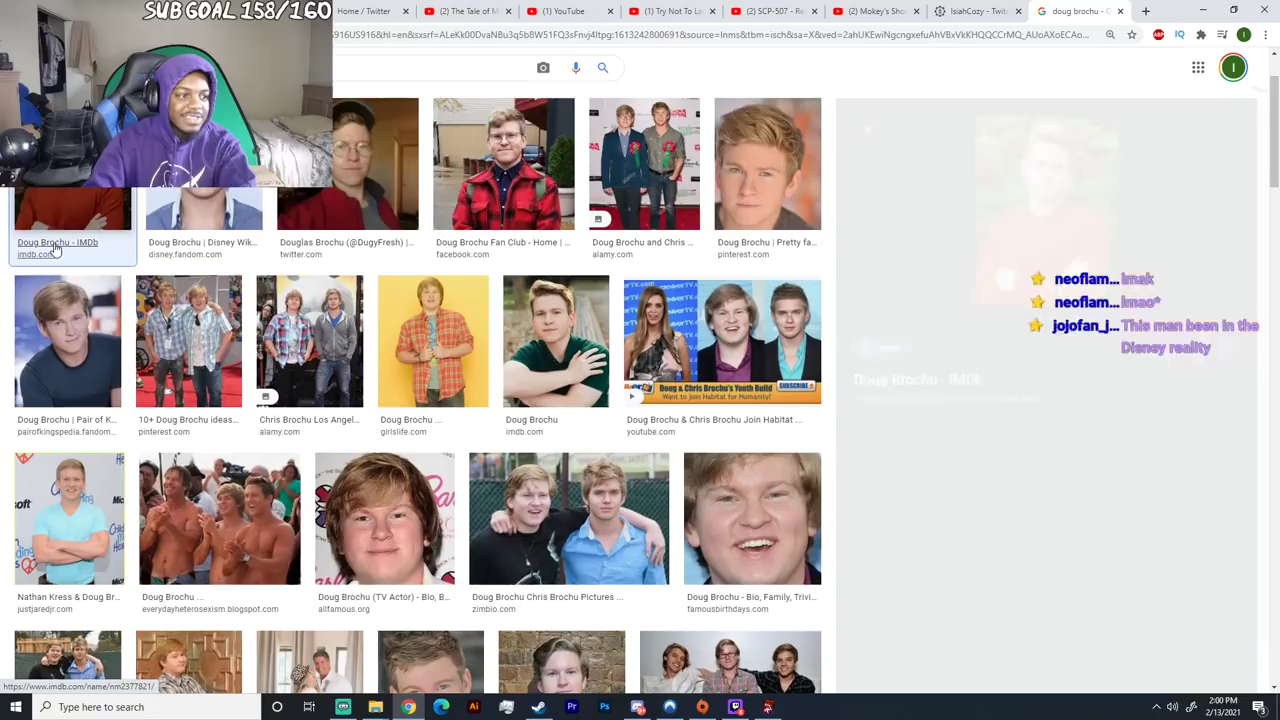 SUB GOAL 158/160
Home / Twitter
(2) The Tale of M
(1) YouTube
(1) Try Not To L
(2) SCP-507 - Re
(2) Mokey's Sho
IsiahCozy - Twit
doug brochu - G
Doug Brochu - IMDb
imdb.com
Doug Brochu | Disney Wik...
disney.fandom.com
Douglas Brochu (@DugyFresh) |...
twitter.com
Doug Brochu Fan Club - Home | ...
facebook.com
Doug Brochu and Chris ...
alamy.com
Doug Brochu | Pretty fa...
pinterest.com
neoflam... lmak
neoflam... lmao*
jojofan_j... This man been in the
Disney reality
Doug Brochu - IMDb
Doug & Chris Brochu's Youth Build
Want to Join Habitat for Humanity!
SUBSCRIBE
Doug Brochu | Pair of K...
pairofkingspedia.fandom...
10+ Doug Brochu ideas...
pinterest.com
Chris Brochu Los Angel...
alamy.com
Doug Brochu ...
girlslife.com
Doug Brochu
imdb.com
Doug Brochu & Chris Brochu Join Habitat ...
youtube.com
Nathan Kress & Doug Br...
justjaredjr.com
Doug Brochu ...
everydayheterosexism.blogspot.com
Doug Brochu (TV Actor) - Bio, B...
allfamous.org
Doug Brochu Chris Brochu Pictures ...
zimbio.com
Doug Brochu - Bio, Family, Trivi...
famousbirthdays.com
https://www.imdb.com/name/nm2377821/
Type here to search
2:00 PM
2/13/2021